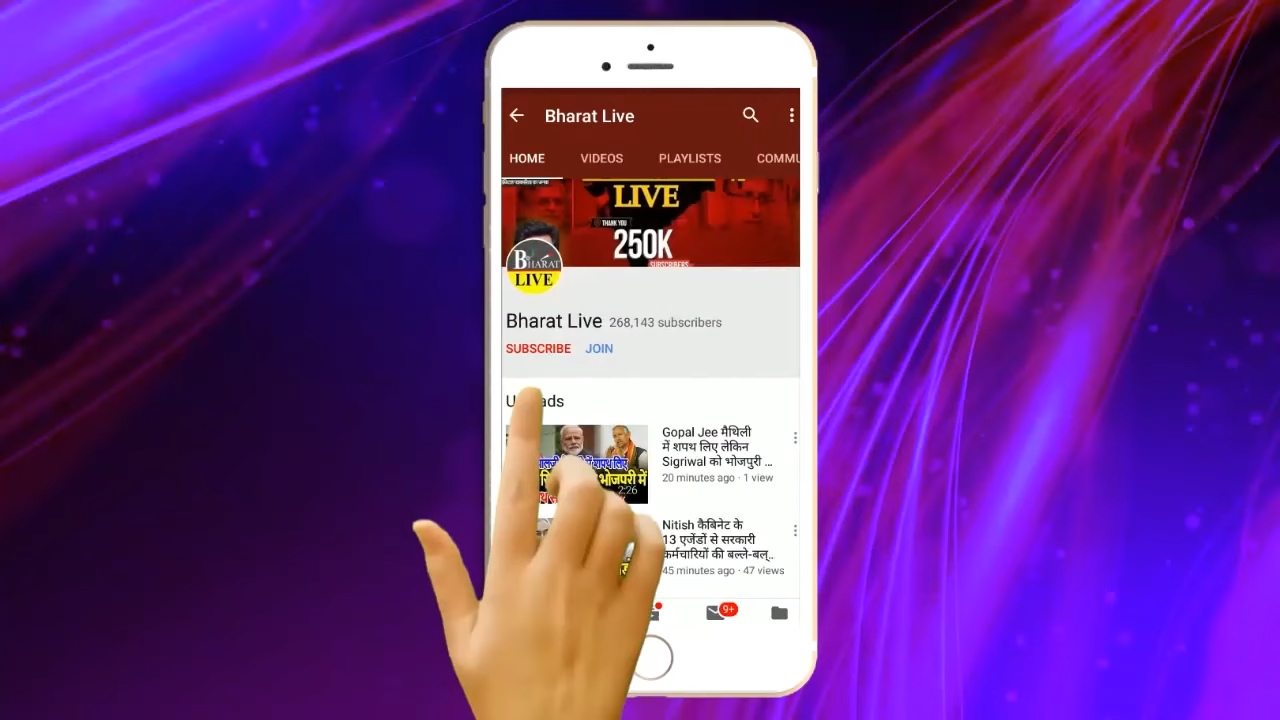 Bharat Live
HOME VIDEOS PLAYLISTS COMMU
LIVE
THANK YOU
250K
SUBSCRIBERS
BHARAT
LIVE
Bharat Live 268,143 subscribers
SUBSCRIBE JOIN
Gopal Jee मैथिली
में शपथ लिए लेकिन
Sigriwal को भोजपुरी ...
20 minutes ago · 1 view
में शपथ लिए
भोजपुरी में
2:26
Nitish कैबिनेट के
13 एजेंडों से सरकारी
कर्मचारियों की बल्ले-बल्..
45 minutes ago · 47 views
9+